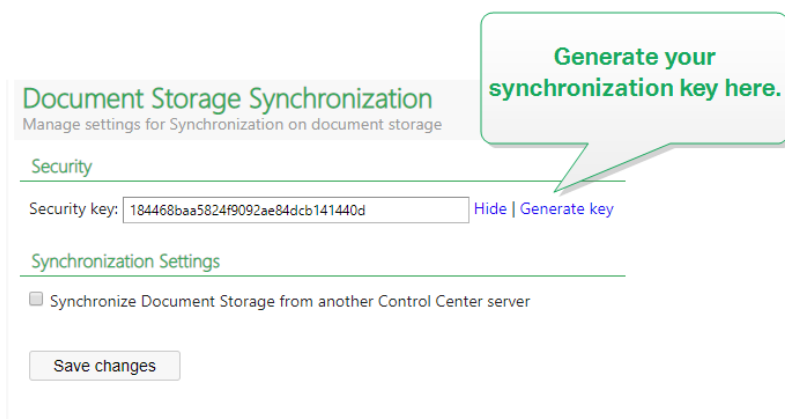 Generate your
synchronization key here.
Document Storage Synchronization
Manage settings for Synchronization on document storage
Security
Security key: 184468baa5824f9092ae84dcb141440d Hide | Generate key
Synchronization Settings
Synchronize Document Storage from another Control Center server
Save changes